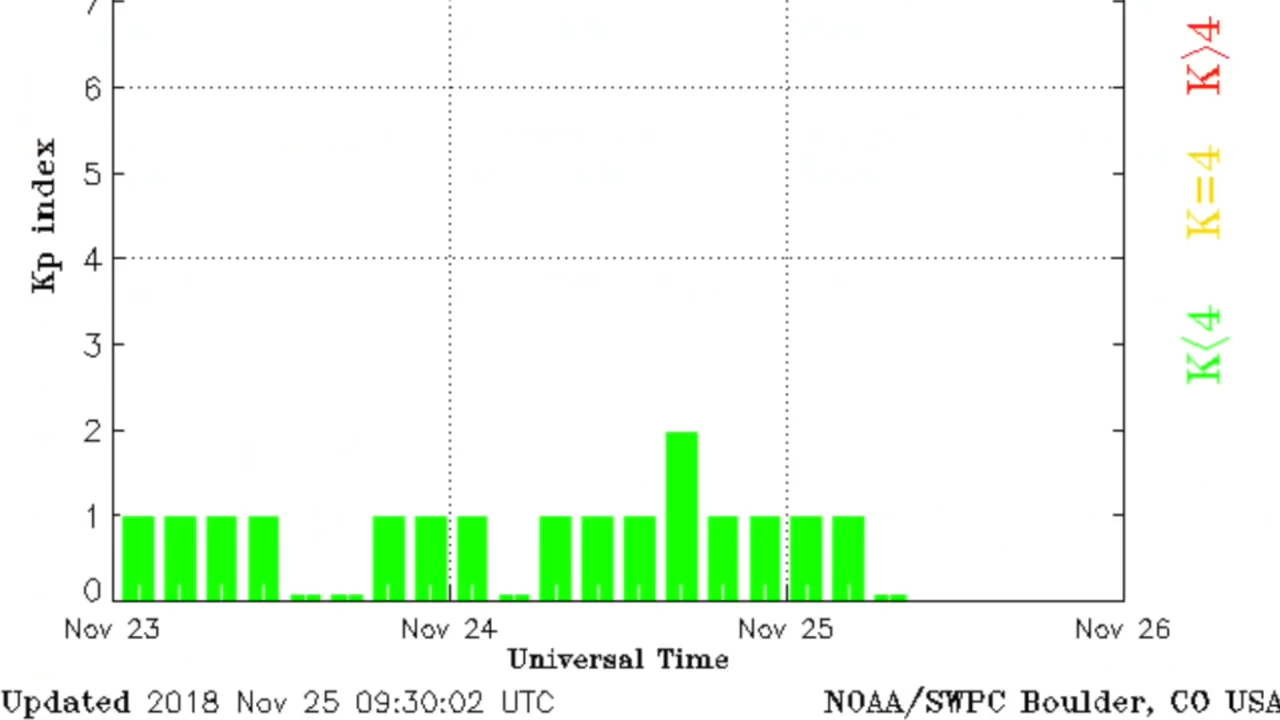 7
6
5
4
3
2
1
0
Kp index
K>4
K=4
K<4
Nov 23 Nov 24 Nov 25 Nov 26
Universal Time
Updated 2018 Nov 25 09:30:02 UTC NOAA/SWPC Boulder, CO USA